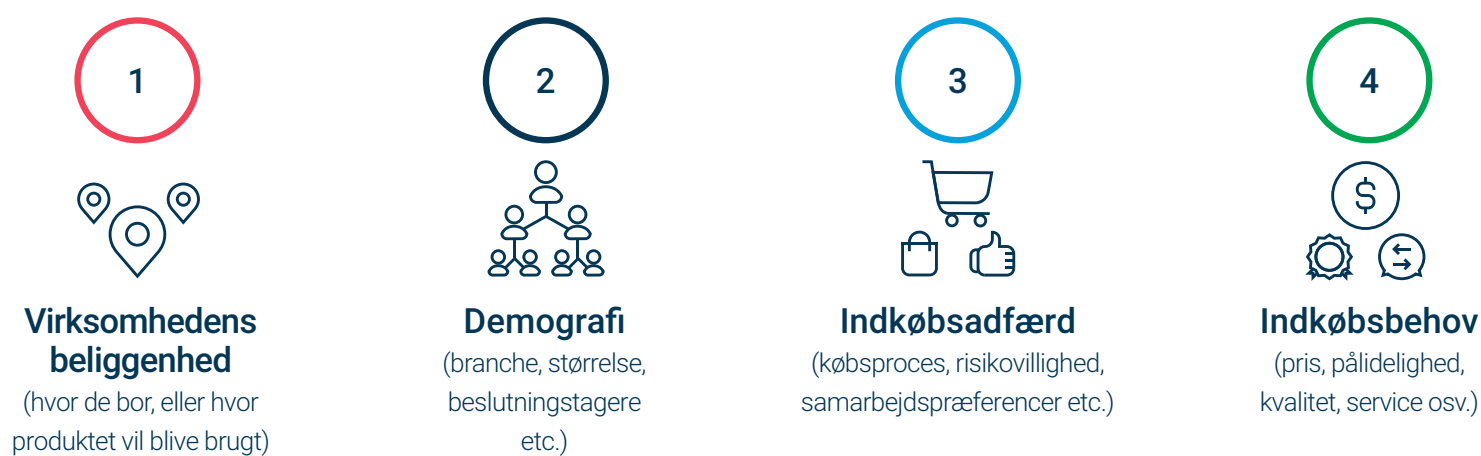 1
Virksomhedens
beliggenhed
(hvor de bor, eller hvor
produktet vil blive brugt)
2
Demografi
(branche, størrelse,
beslutningstagere
etc.)
3
Indkøbsadfærd
(købsproces, risikovillighed,
samarbejdspræferencer etc.)
4
$
Indkøbsbehov
(pris, pålidelighed,
kvalitet, service osv.)